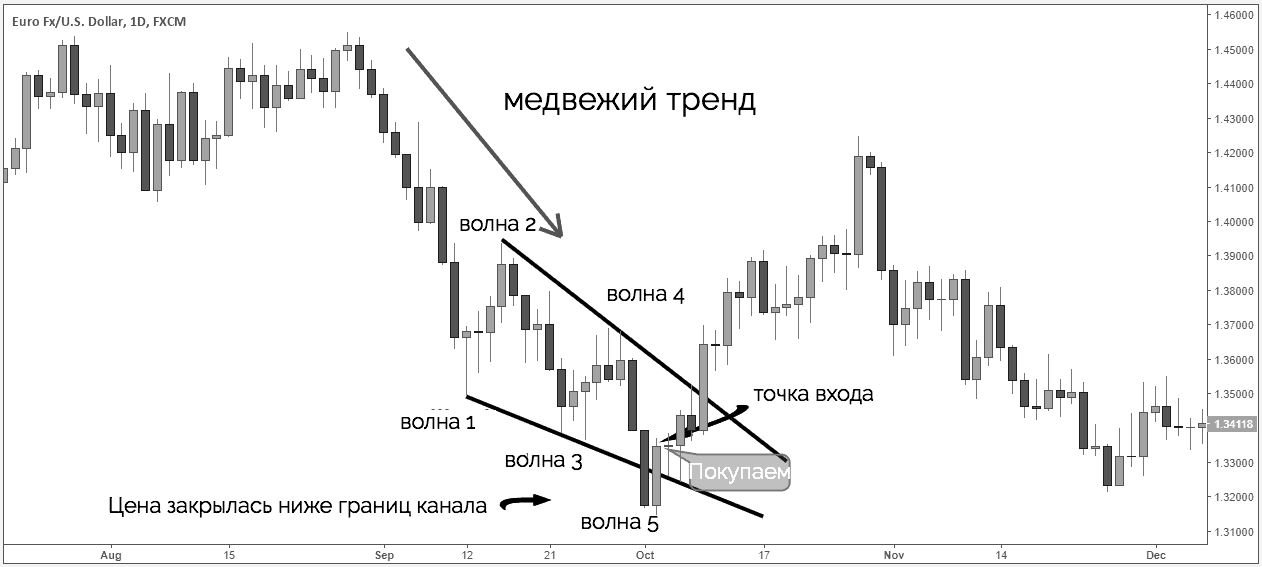 Euro Fx/U.S. Dollar, 1D, FXCM
медвежий тренд
волна 2
волна 4
точка входа
волна 1
волна 3
Покупаем
Цена закрылась ниже границ канала
волна 5
1.46000
1.45000
1.44000
1.43000
1.42000
1.41000
1.40000
1.39000
1.38000
1.37000
1.36000
1.35000
1.34118
1.33000
1.32000
1.31000
Aug 15 Sep 12 21 Oct 17 Nov 14 Dec